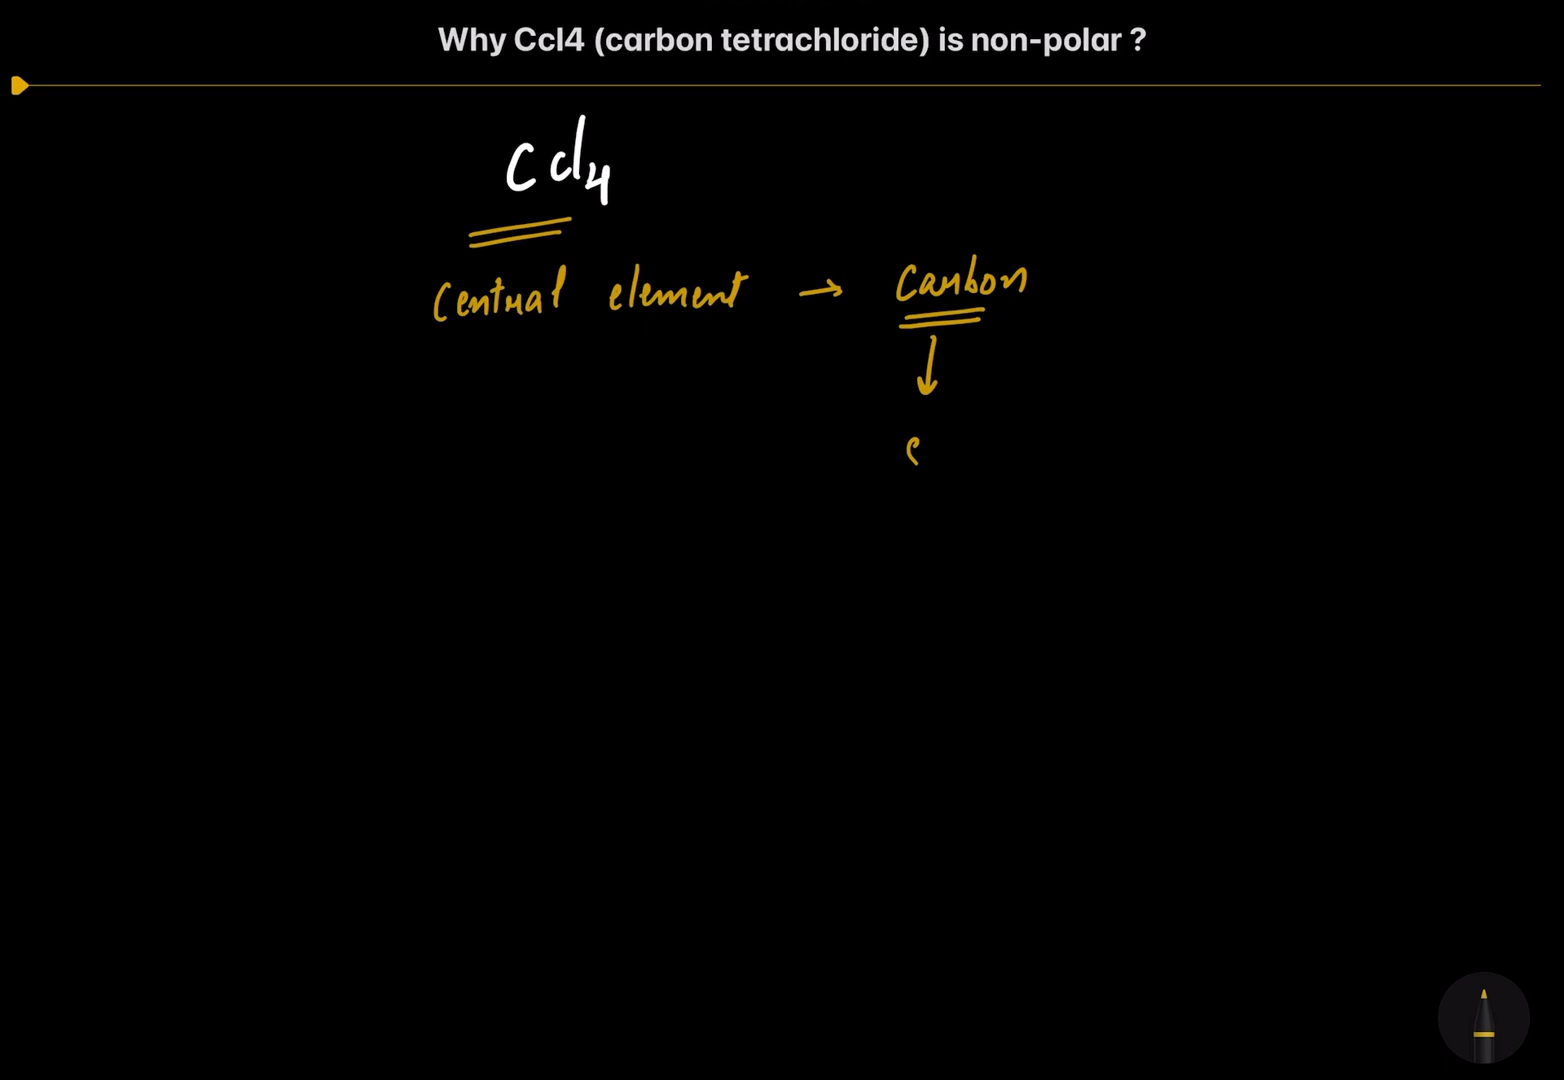 Why Ccl4 (carbon tetrachloride) is non-polar ?
Ccl4
Central element → Carbon
↓
e